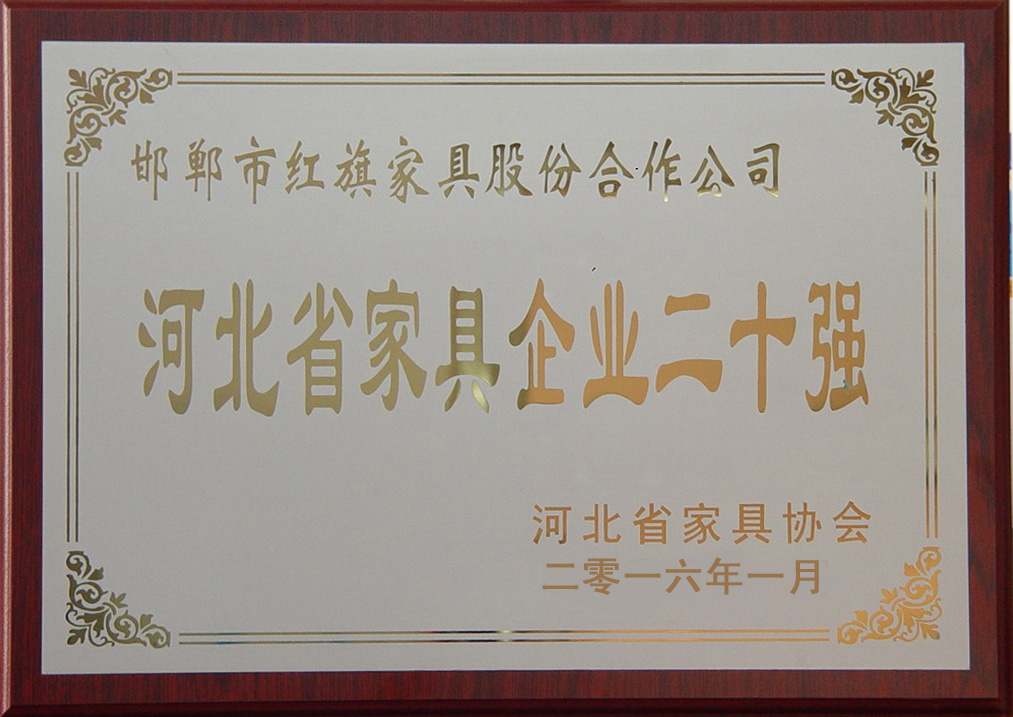 邯郸市红旗家具股份合作公司
河北省家具企业二十强
河北省家具协会
二零一六年一月